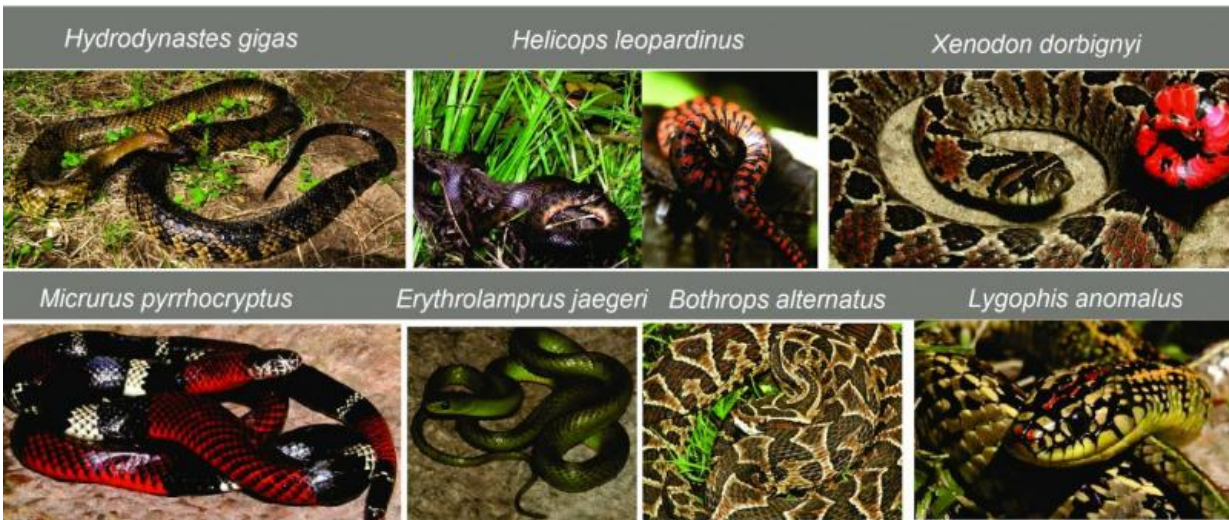 Hydrodynastes gigas
Helicops leopardinus
Xenodon dorbignyi
Micrurus pyrrhocryptus
Erythrolamprus jaegeri
Bothrops alternatus
Lygophis anomalus